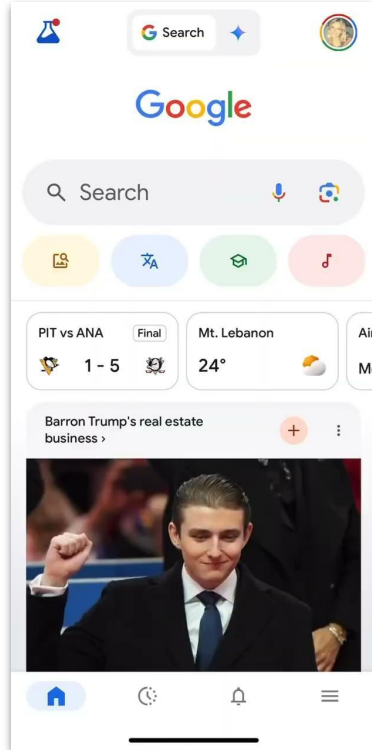 Search
Google
Search
PIT vs ANA
Final
1 - 5
Mt. Lebanon
24°
Ai
M
Barron Trump's real estate
business ›